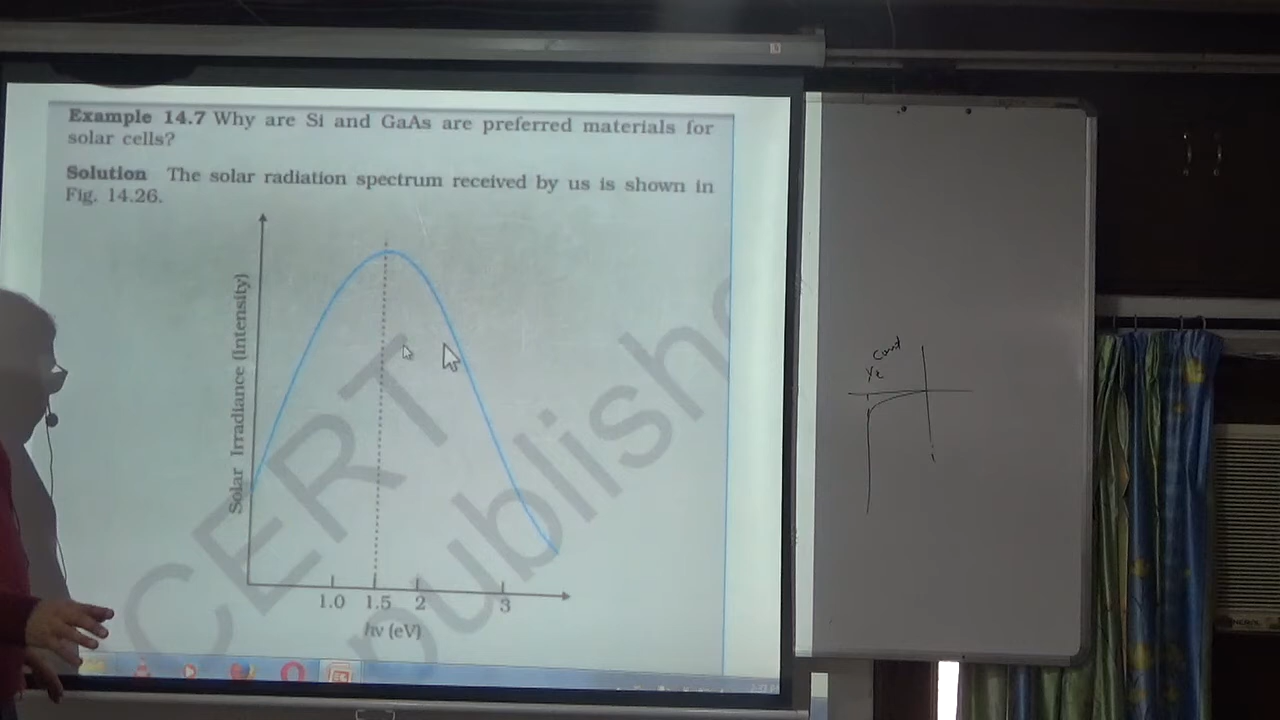 Example 14.7 Why are Si and GaAs are preferred materials for
solar cells?
Solution The solar radiation spectrum received by us is shown in
Fig. 14.26.
Solar Irradiance (intensity)
1.0 1.5 2 3
hν (eV)
CERT
publishe